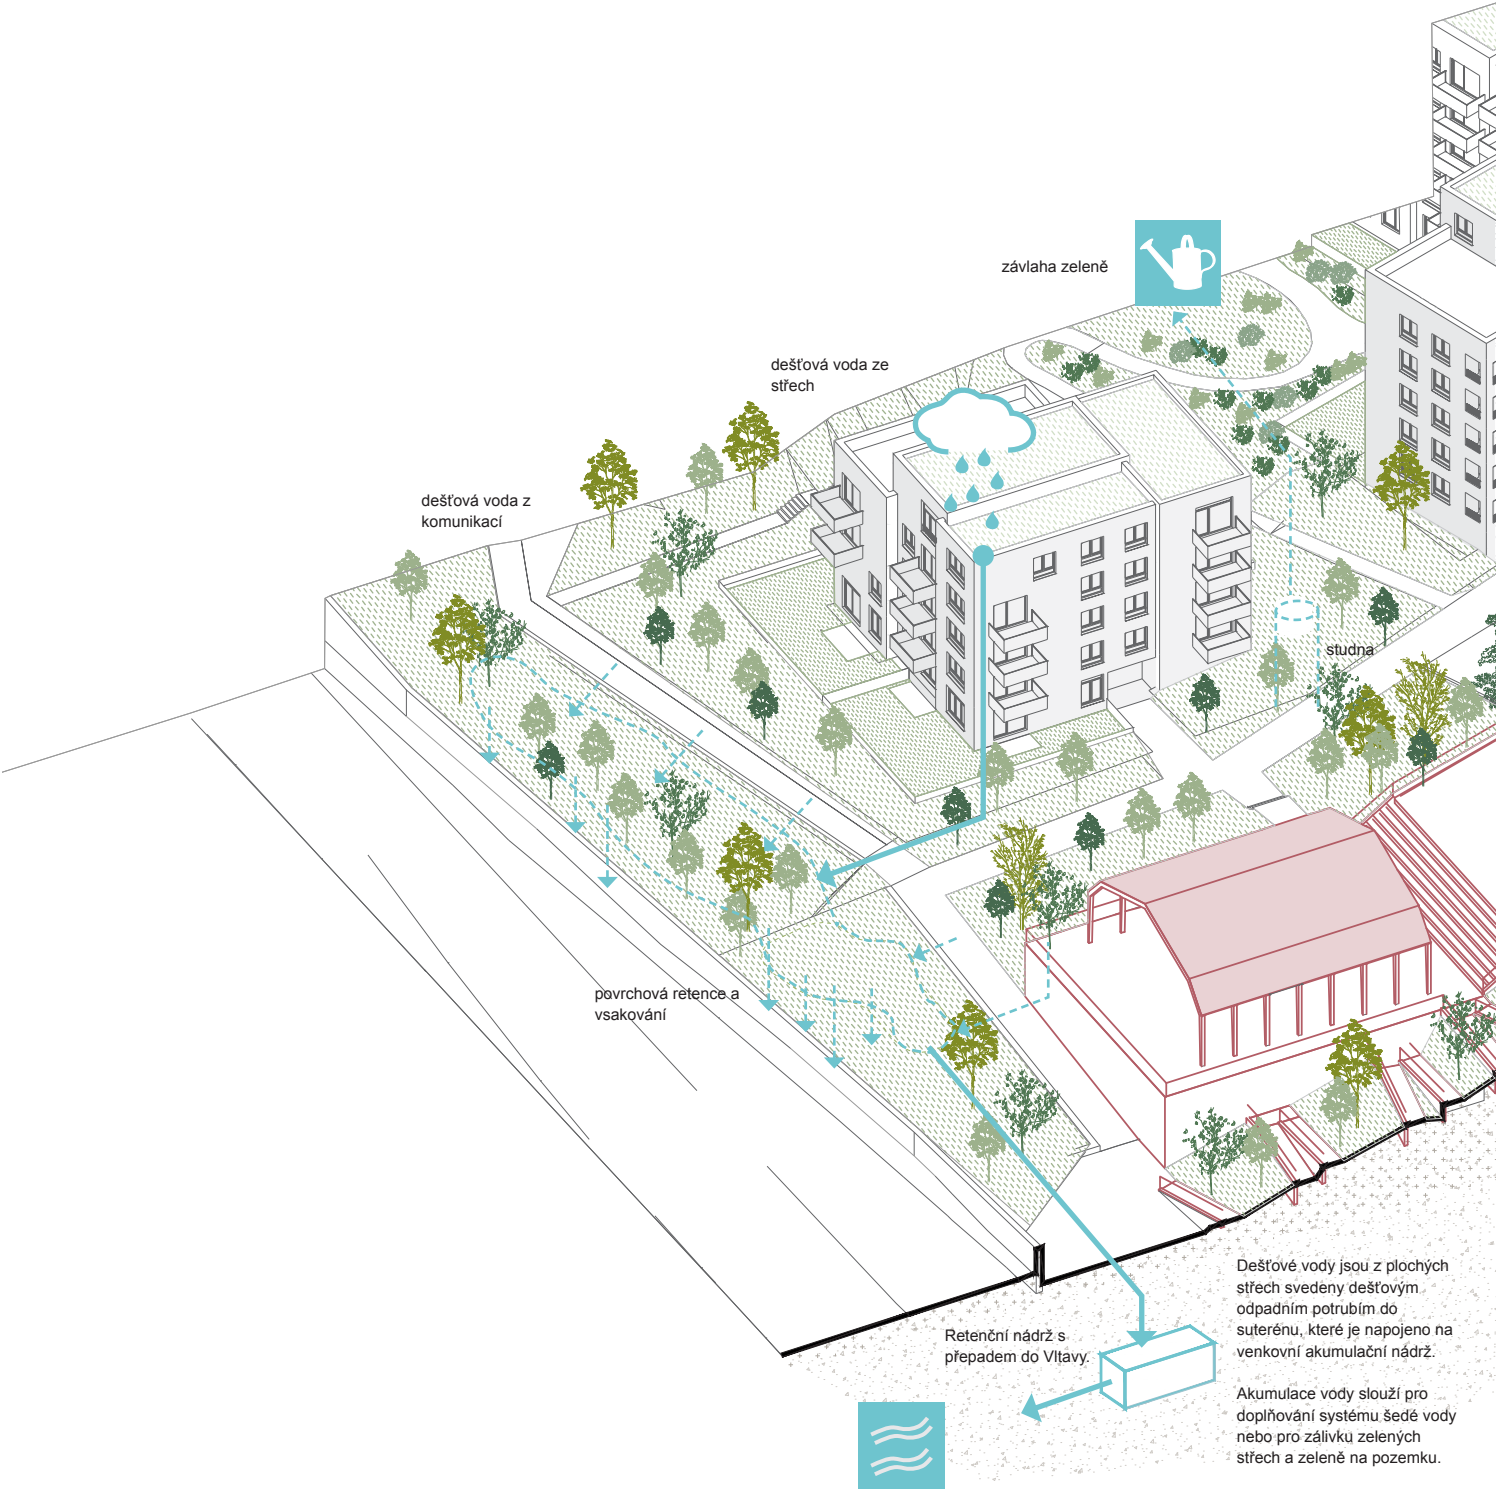 závlaha zeleně
dešťová voda ze
střech
dešťová voda z
komunikací
studna
povrchová retence a
vsakování
Retenční nádrž s
přepadem do Vltavy.
Dešťové vody jsou z plochých
střech svedeny dešťovým
odpadním potrubím do
suterénu, které je napojeno na
venkovní akumulační nádrž.
Akumulace vody slouží pro
doplňování systému šedé vody
nebo pro zálivku zelených
střech a zeleně na pozemku.